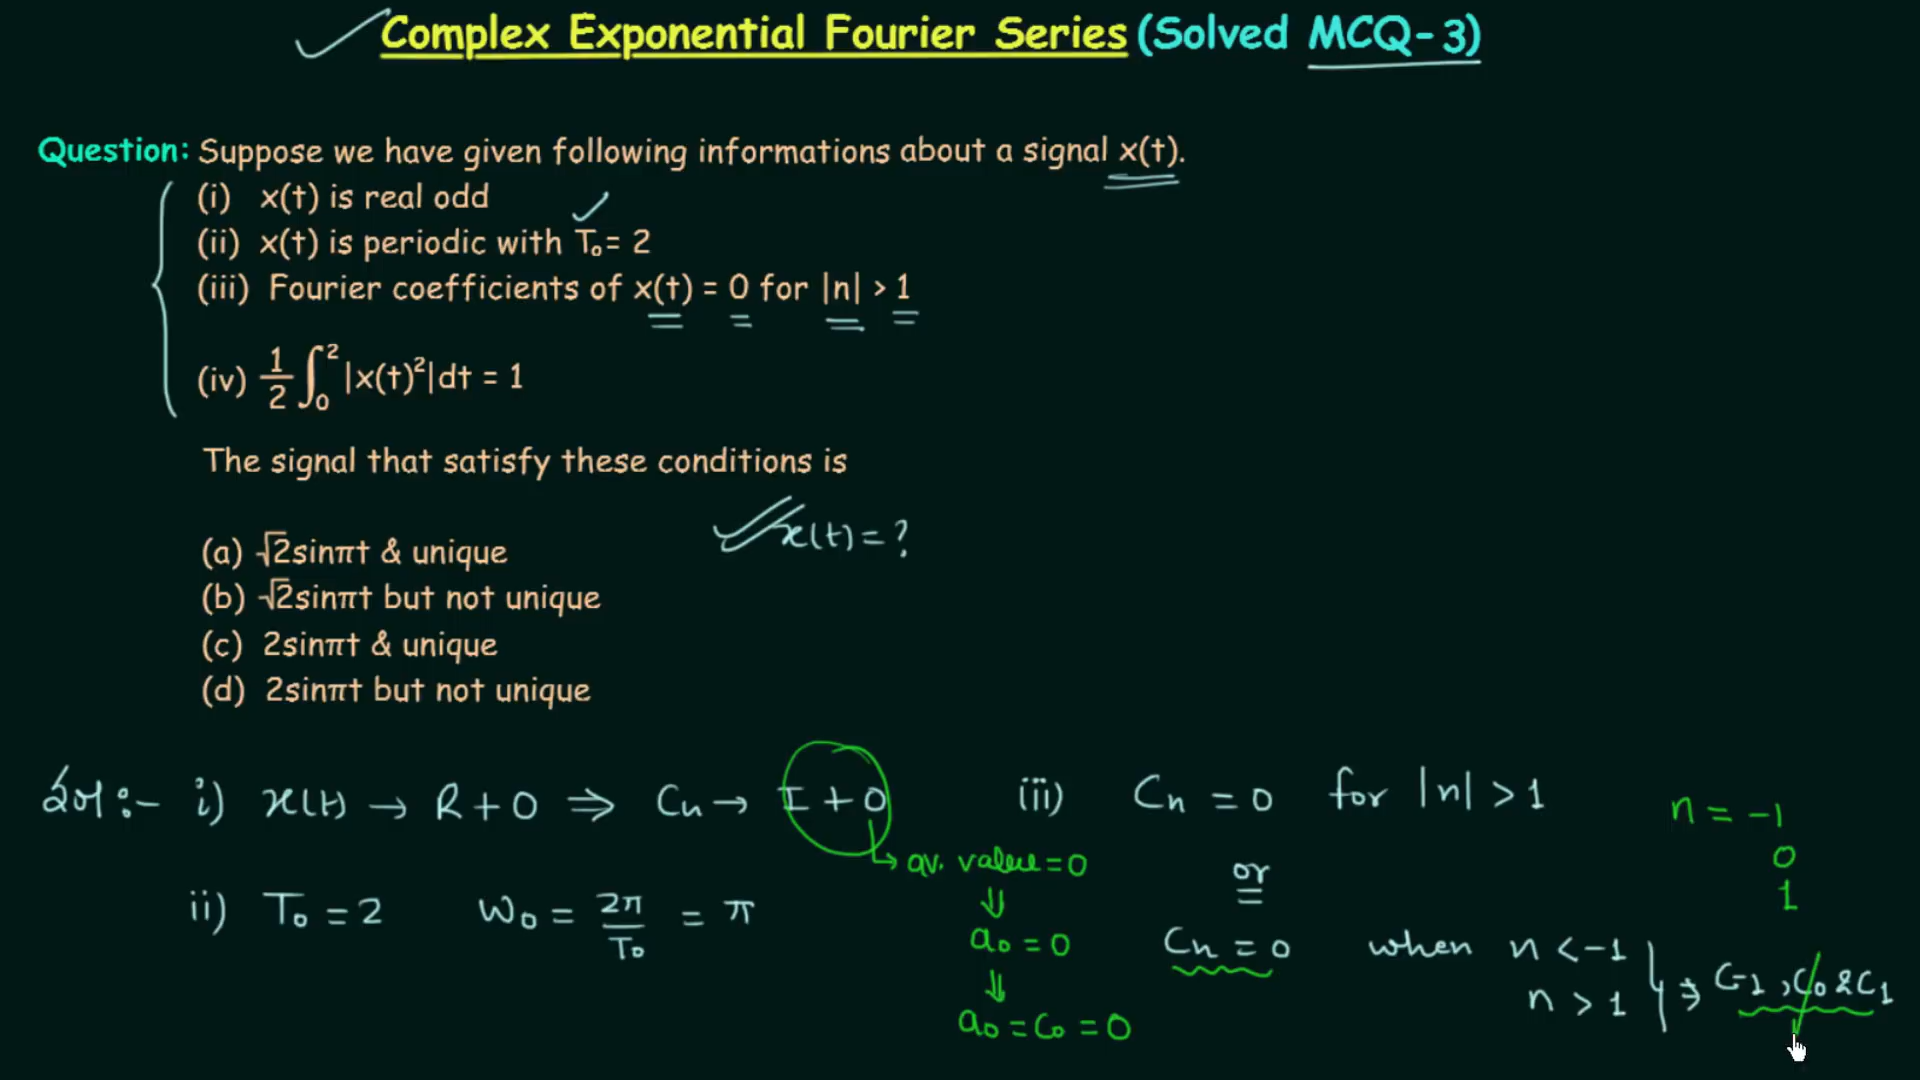 Complex Exponential Fourier Series (Solved MCQ-3)
Question: Suppose we have given following informations about a signal x(t).
(i) x(t) is real odd
(ii) x(t) is periodic with T₀= 2
(iii) Fourier coefficients of x(t) = 0 for |n| > 1
(iv) 1/2 ∫₀² |x(t)²|dt = 1
The signal that satisfy these conditions is
x(t) = ?
(a) √2sinπt & unique
(b) √2sinπt but not unique
(c) 2sinπt & unique
(d) 2sinπt but not unique
Sol :- i) x(t) → R + O ⇒ Cn → I + O
av. value = 0
⇓
a₀ = 0
⇓
a₀ = C₀ = 0
ii) T₀ = 2 ω₀ = 2π/T₀ = π
(iii) Cn = 0 for |n| > 1
or
Cn = 0 when n < -1
n > 1
⇒ C-1 , C₀ & C₁
n = -1
0
1